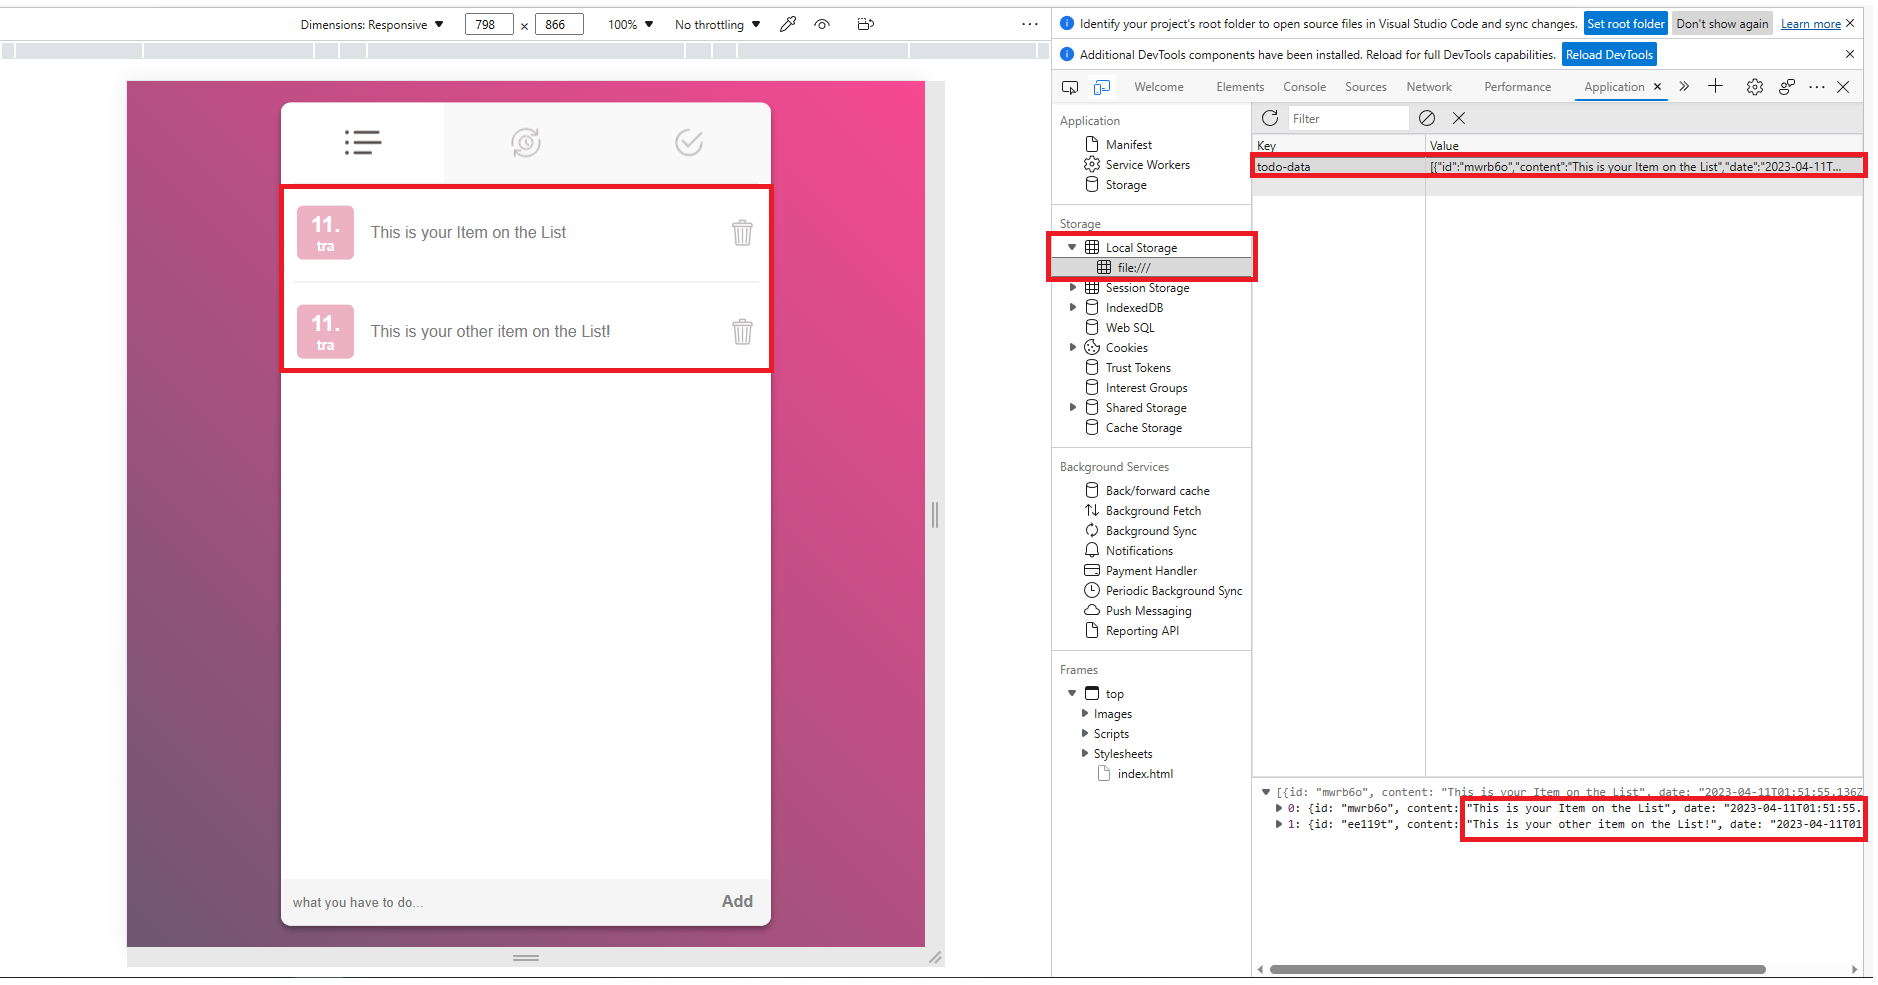 Dimensions: Responsive 798 × 866 100% No throttling
11.
tra
This is your Item on the List
11.
tra
This is your other item on the List!
what you have to do... Add
Identify your project's root folder to open source files in Visual Studio Code and sync changes. Set root folder Don't show again Learn more
Additional DevTools components have been installed. Reload for full DevTools capabilities. Reload DevTools
Welcome Elements Console Sources Network Performance Application
Application
Manifest
Service Workers
Storage
Storage
Local Storage
file:///
Session Storage
IndexedDB
Web SQL
Cookies
Trust Tokens
Interest Groups
Shared Storage
Cache Storage
Background Services
Back/forward cache
Background Fetch
Background Sync
Notifications
Payment Handler
Periodic Background Sync
Push Messaging
Reporting API
Frames
top
Images
Scripts
Stylesheets
index.html
Filter
Key Value
todo-data [{"id":"mwrb6o","content":"This is your Item on the List","date":"2023-04-11T...
[{id: "mwrb6o", content: "This is your Item on the List", date: "2023-04-11T01:51:55.136Z
0: {id: "mwrb6o", content: "This is your Item on the List", date: "2023-04-11T01:51:55.
1: {id: "ee119t", content: "This is your other item on the List!", date: "2023-04-11T01